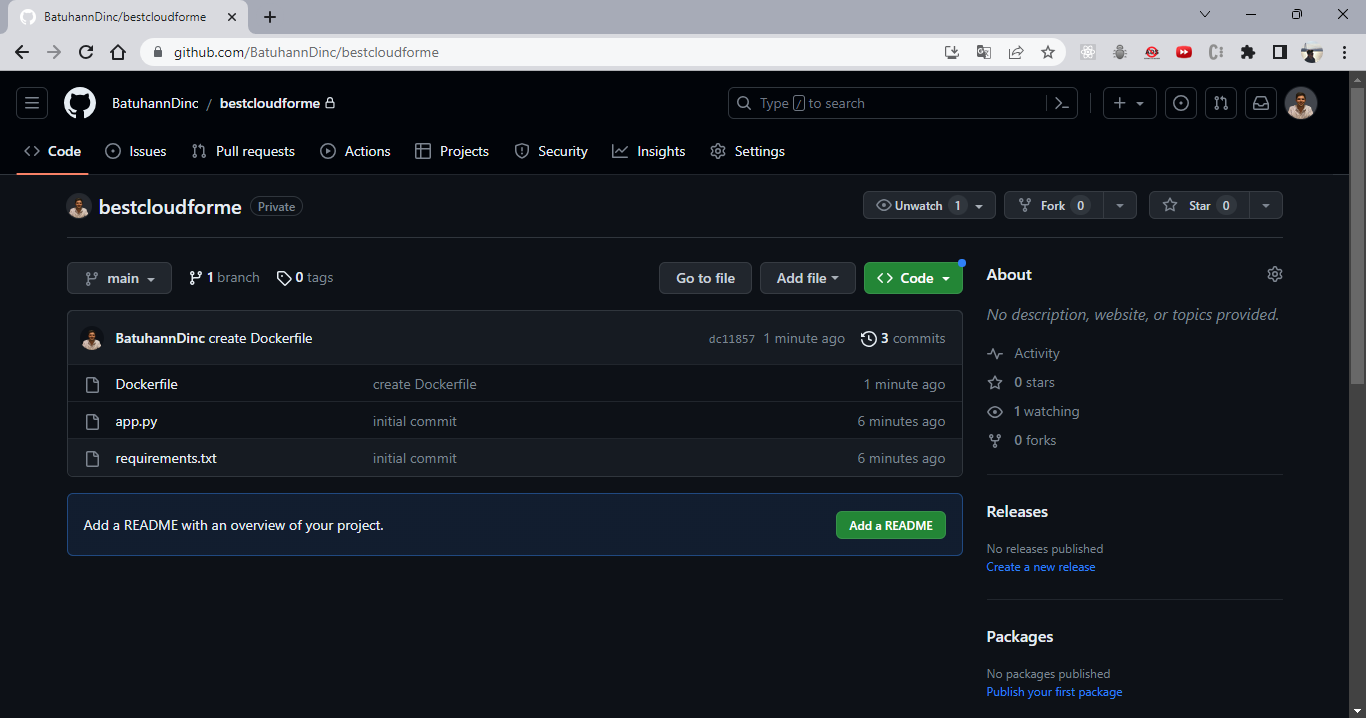 BatuhannDinc/bestcloudforme
github.com/BatuhannDinc/bestcloudforme
BatuhannDinc / bestcloudforme
Type / to search
Code
Issues
Pull requests
Actions
Projects
Security
Insights
Settings
bestcloudforme Private
Unwatch 1
Fork 0
Star 0
main
1 branch
0 tags
Go to file
Add file
Code
BatuhannDinc create Dockerfile
dc11857 1 minute ago
3 commits
Dockerfile create Dockerfile 1 minute ago
app.py initial commit 6 minutes ago
requirements.txt initial commit 6 minutes ago
Add a README with an overview of your project.
Add a README
About
No description, website, or topics provided.
Activity
0 stars
1 watching
0 forks
Releases
No releases published
Create a new release
Packages
No packages published
Publish your first package